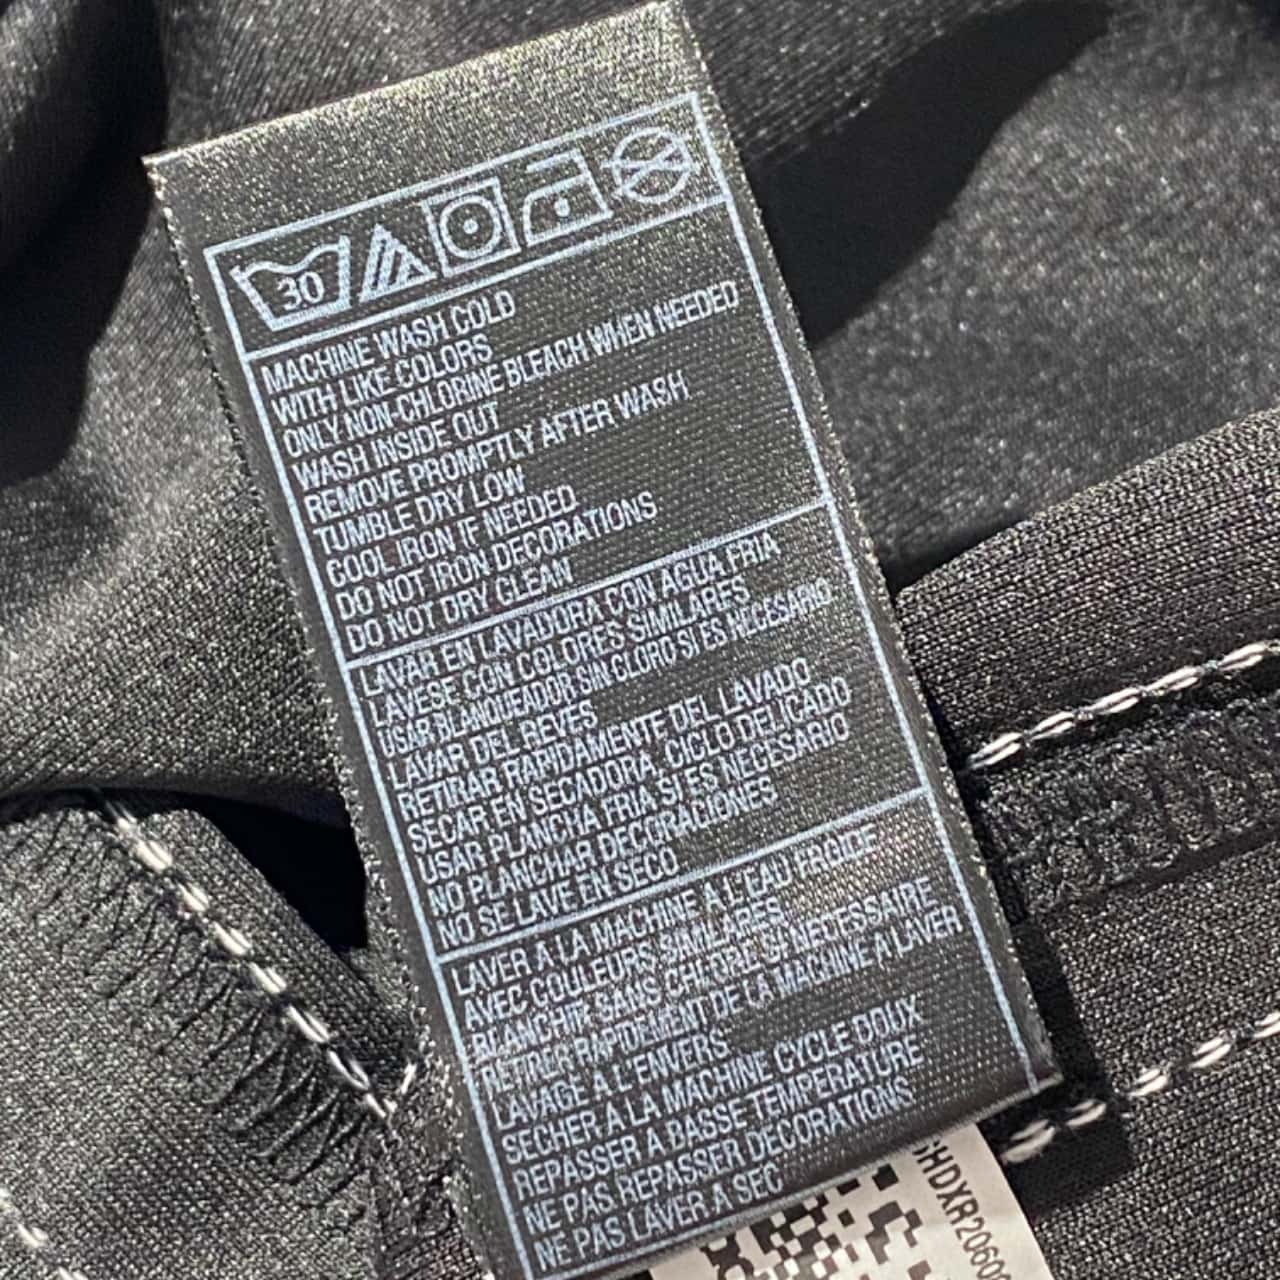 30
MACHINE WASH COLD
WITH LIKE COLORS
ONLY NON-CHLORINE BLEACH WHEN NEEDED
WASH INSIDE OUT
REMOVE PROMPTLY AFTER WASH
TUMBLE DRY LOW
COOL IRON IF NEEDED
DO NOT IRON DECORATIONS
DO NOT DRY CLEAN
LAVAR EN LAVADORA CON AGUA FRIA
LAVESE CON COLORES SIMILARES
USAR BLANQUEADOR SIN CLORO SI ES NECESARIO
LAVAR DEL REVES
RETIRAR RAPIDAMENTE DEL LAVADO
SECAR EN SECADORA, CICLO DELICADO
USAR PLANCHA FRIA SI ES NECESARIO
NO PLANCHAR DECORACIONES
NO SE LAVE EN SECO
LAVER A LA MACHINE A L'EAU FROIDE
AVEC COULEURS SIMILARES
BLANCHIR SANS CHLORE SI NECESSAIRE
RETIRER RAPIDEMENT DE LA MACHINE A LAVER
LAVAGE A L'ENVERS
SECHER A LA MACHINE CYCLE DOUX
REPASSER A BASSE TEMPERATURE
NE PAS REPASSER DECORATIONS
NE PAS LAVER A SEC